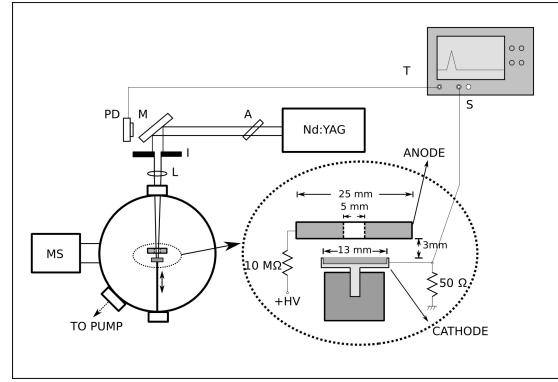 T
S
PD
M
A
Nd:YAG
I
L
ANODE
25 mm
5 mm
MS
13 mm
3mm
10 MΩ
50 Ω
+HV
TO PUMP
CATHODE